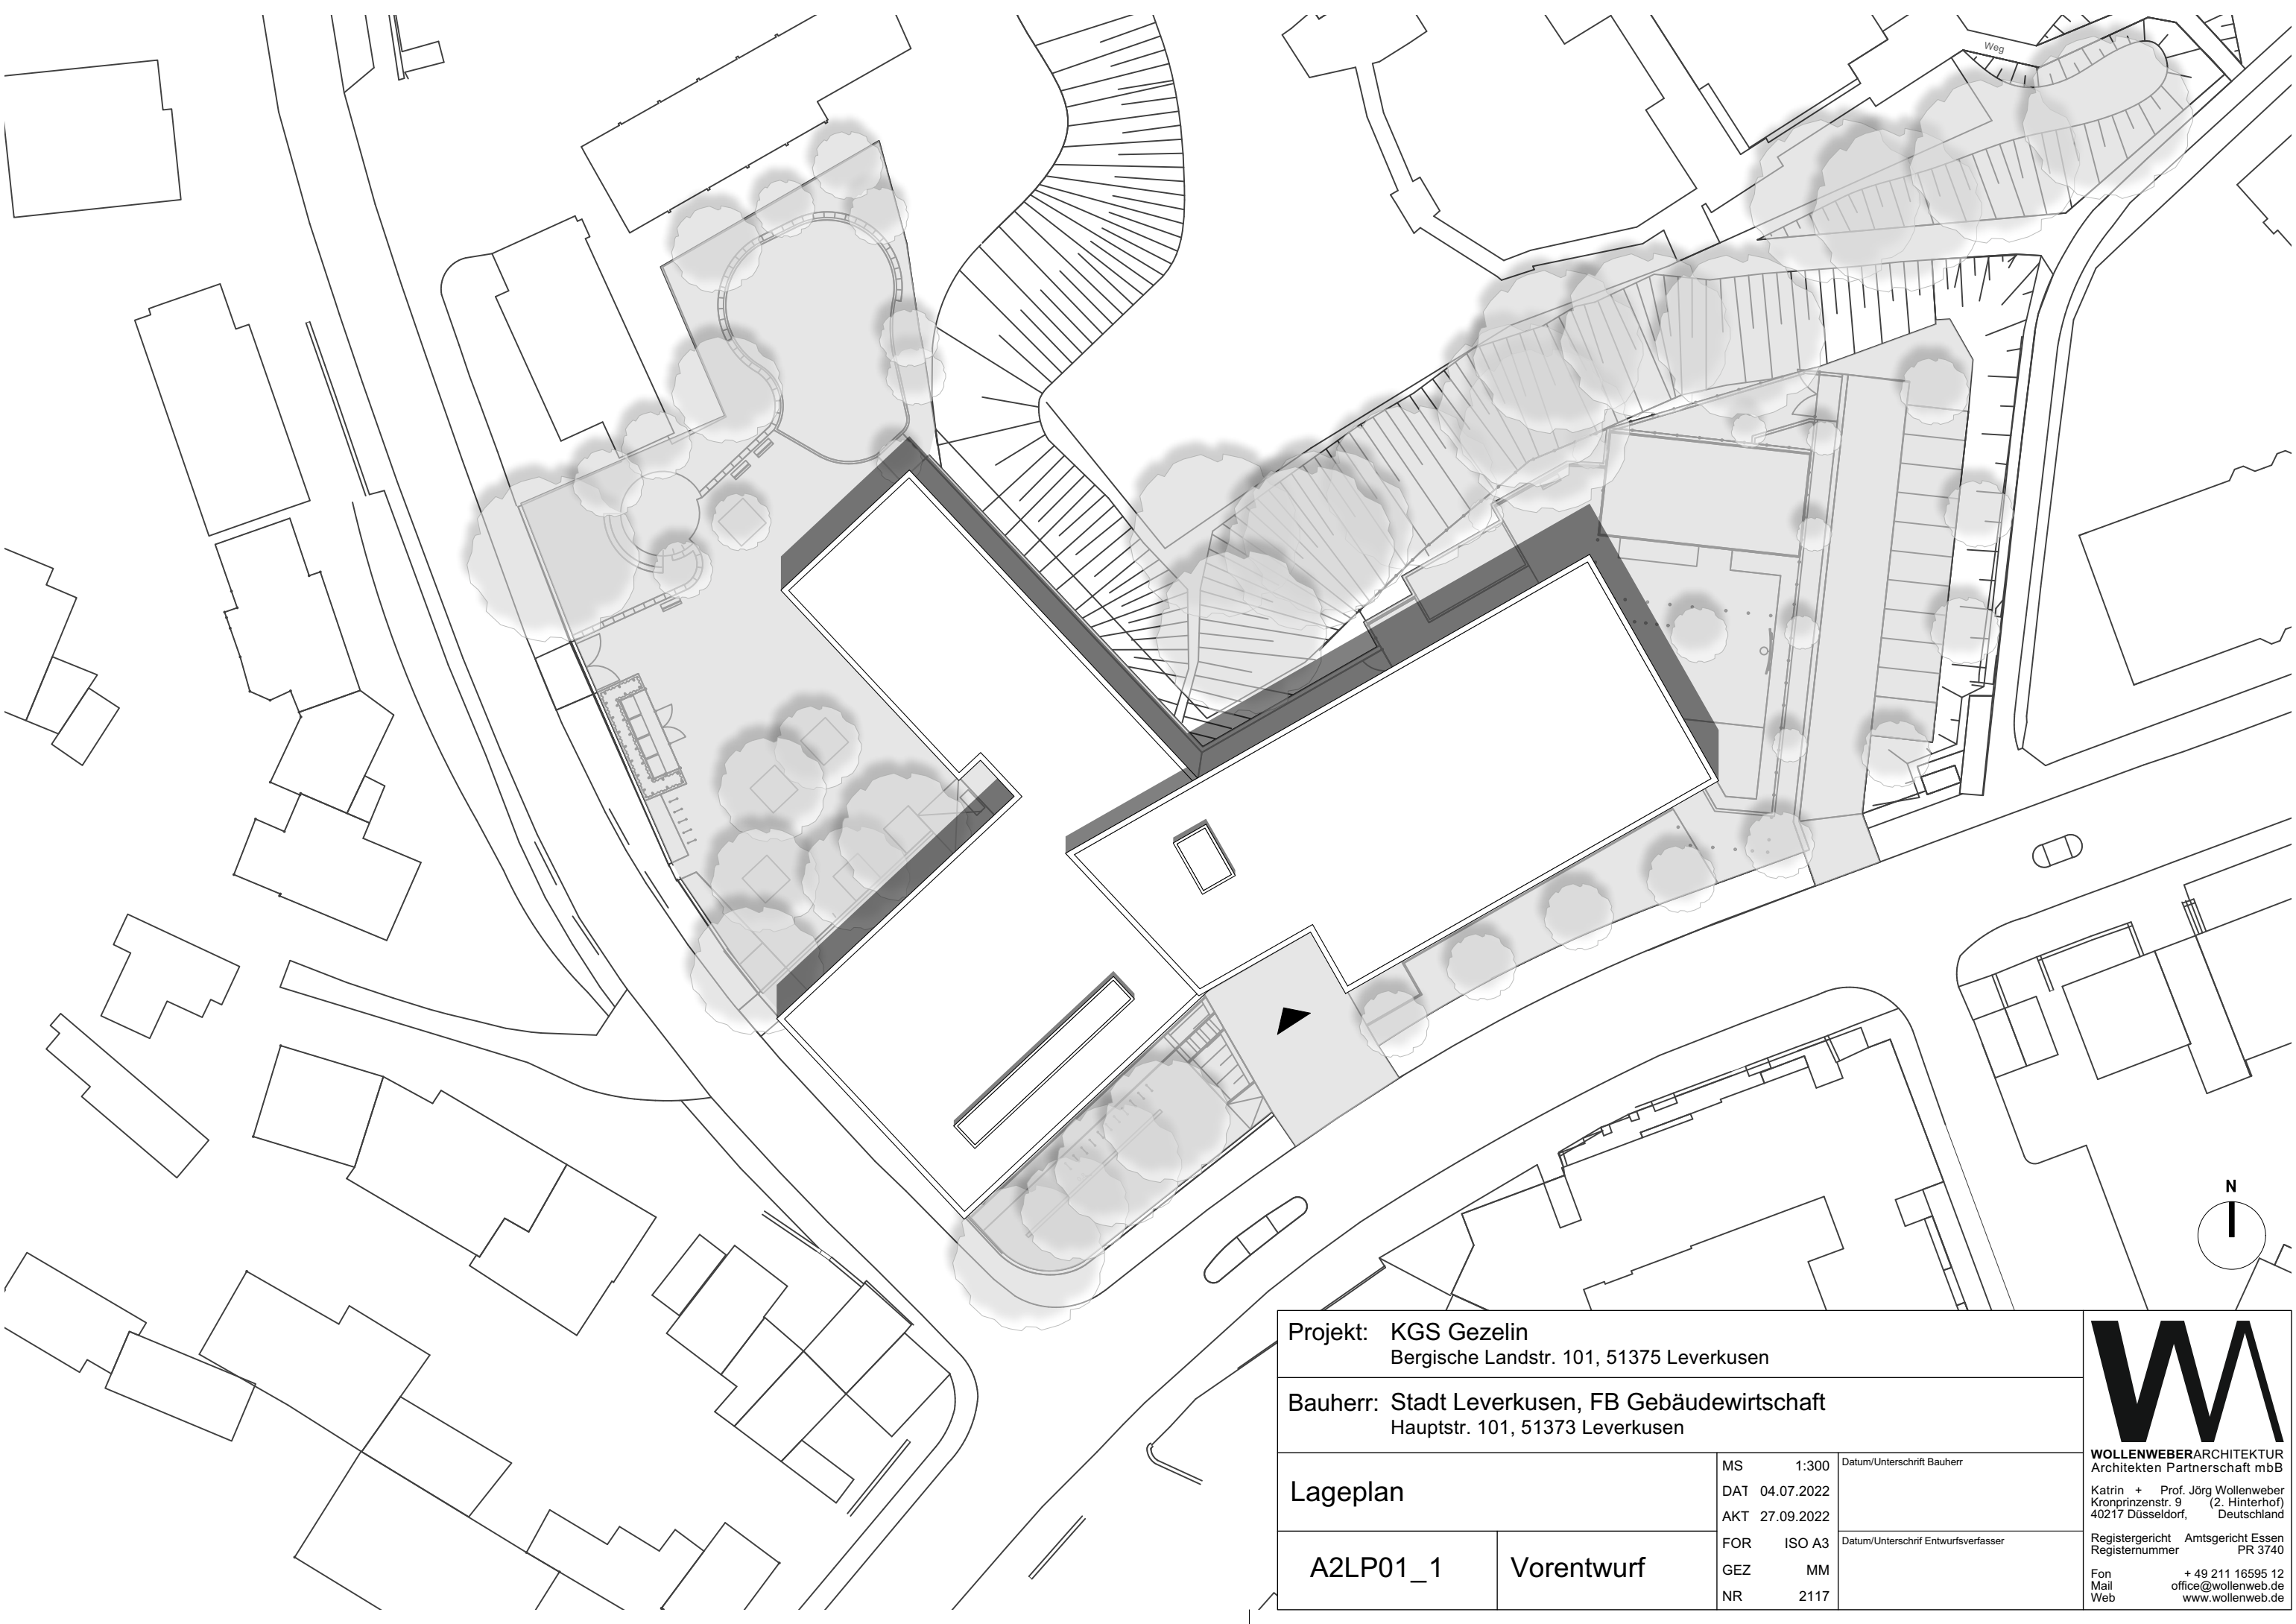 Weg
N
Projekt: KGS Gezelin
Bergische Landstr. 101, 51375 Leverkusen
Bauherr: Stadt Leverkusen, FB Gebäudewirtschaft
Hauptstr. 101, 51373 Leverkusen
Lageplan
A2LP01_1
Vorentwurf
MS 1:300
DAT 04.07.2022
AKT 27.09.2022
FOR ISO A3
GEZ MM
NR 2117
Datum/Unterschrift Bauherr
Datum/Unterschrif Entwurfsverfasser
WA
WOLLENWEBERARCHITEKTUR
Architekten Partnerschaft mbB
Katrin + Prof. Jörg Wollenweber
Kronprinzenstr. 9 (2. Hinterhof)
40217 Düsseldorf, Deutschland
Registergericht Amtsgericht Essen
Registernummer PR 3740
Fon + 49 211 16595 12
Mail office@wollenweb.de
Web www.wollenweb.de